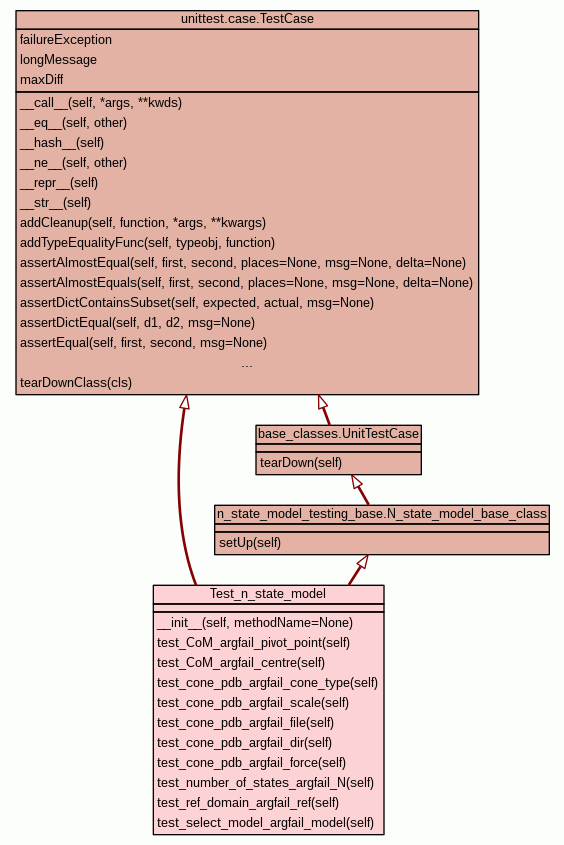 unittest.case.TestCase
failureException
longMessage
maxDiff
__call__(self, *args, **kwds)
__eq__(self, other)
__hash__(self)
__ne__(self, other)
__repr__(self)
__str__(self)
addCleanup(self, function, *args, **kwargs)
addTypeEqualityFunc(self, typeobj, function)
assertAlmostEqual(self, first, second, places=None, msg=None, delta=None)
assertAlmostEquals(self, first, second, places=None, msg=None, delta=None)
assertDictContainsSubset(self, expected, actual, msg=None)
assertDictEqual(self, d1, d2, msg=None)
assertEqual(self, first, second, msg=None)
...
tearDownClass(cls)
base_classes.UnitTestCase
tearDown(self)
n_state_model_testing_base.N_state_model_base_class
setUp(self)
Test_n_state_model
__init__(self, methodName=None)
test_CoM_argfail_pivot_point(self)
test_CoM_argfail_centre(self)
test_cone_pdb_argfail_cone_type(self)
test_cone_pdb_argfail_scale(self)
test_cone_pdb_argfail_file(self)
test_cone_pdb_argfail_dir(self)
test_cone_pdb_argfail_force(self)
test_number_of_states_argfail_N(self)
test_ref_domain_argfail_ref(self)
test_select_model_argfail_model(self)